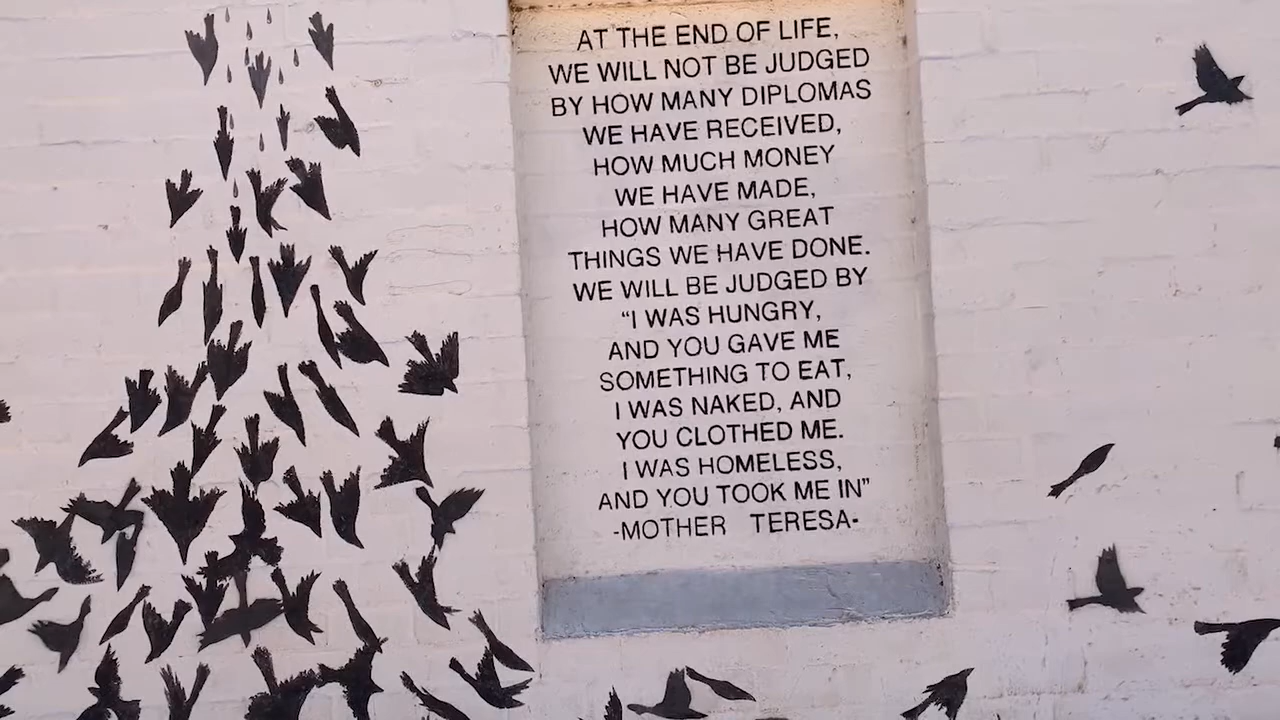 AT THE END OF LIFE,
WE WILL NOT BE JUDGED
BY HOW MANY DIPLOMAS
WE HAVE RECEIVED,
HOW MUCH MONEY
WE HAVE MADE,
HOW MANY GREAT
THINGS WE HAVE DONE.
WE WILL BE JUDGED BY
“I WAS HUNGRY,
AND YOU GAVE ME
SOMETHING TO EAT,
I WAS NAKED, AND
YOU CLOTHED ME.
I WAS HOMELESS,
AND YOU TOOK ME IN”
-MOTHER TERESA-